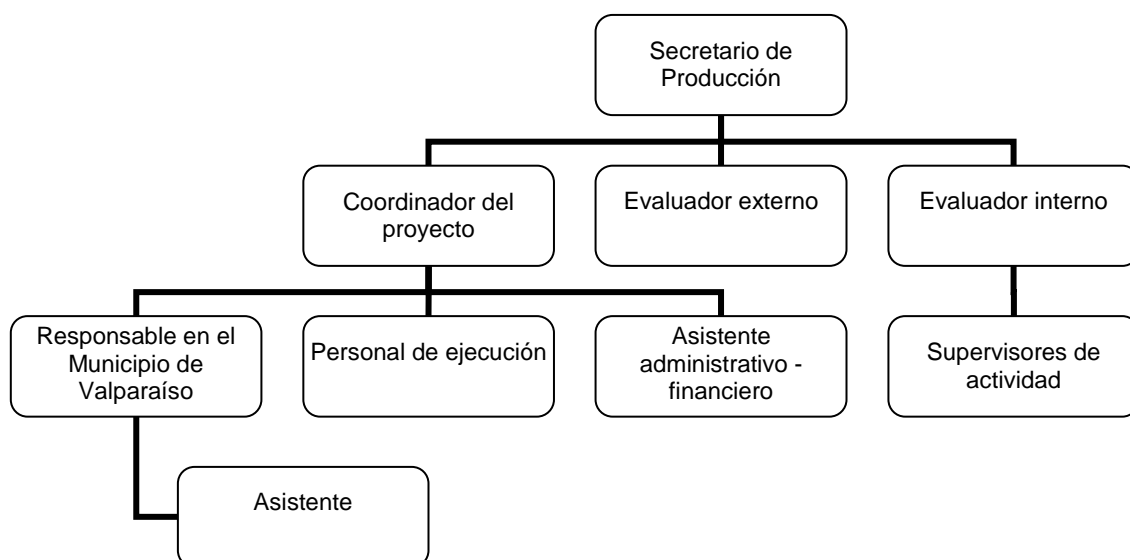 Secretario de
Producción
Coordinador del
proyecto
Evaluador externo
Evaluador interno
Responsable en el
Municipio de
Valparaíso
Personal de ejecución
Asistente
administrativo -
financiero
Supervisores de
actividad
Asistente